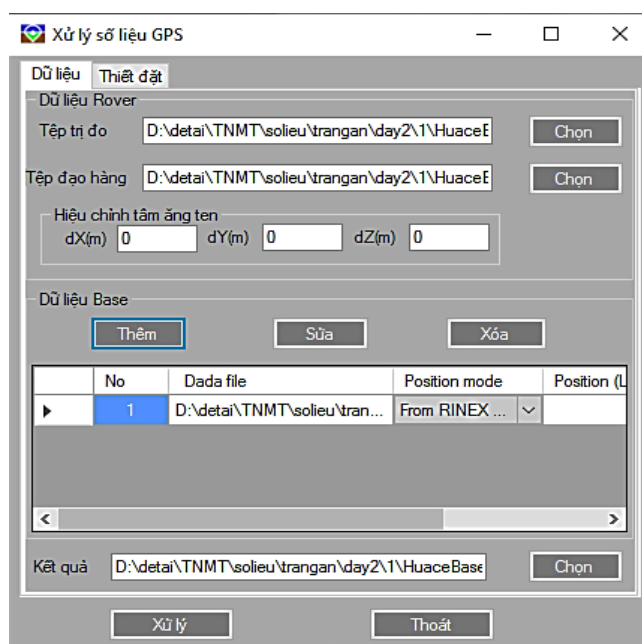 Xử lý số liệu GPS
Dữ liệu Thiết đặt
Dữ liệu Rover
Tệp trị đo D:\detai\TNMT\solieu\trangan\day2\1\HuaceE Chọn
Tệp đạo hàng D:\detai\TNMT\solieu\trangan\day2\1\HuaceE Chọn
Hiệu chỉnh tâm ăng ten
dX(m) 0 dY(m) 0 dZ(m) 0
Dữ liệu Base
Thêm Sửa Xóa
No Dada file Position mode Position (L
1 D:\detai\TNMT\solieu\tran... From RINEX ...
Kết quả D:\detai\TNMT\solieu\trangan\day2\1\HuaceBase Chọn
Xử lý Thoát